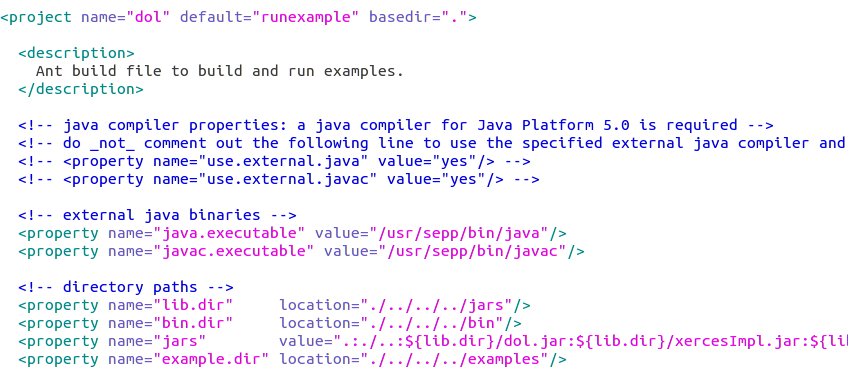 <project name="dol" default="runexample" basedir=".">
<description>
Ant build file to build and run examples.
</description>
<!-- java compiler properties: a java compiler for Java Platform 5.0 is required -->
<!-- do _not_ comment out the following line to use the specified external java compiler and
<!-- <property name="use.external.java" value="yes"/> -->
<!-- <property name="use.external.javac" value="yes"/> -->
<!-- external java binaries -->
<property name="java.executable" value="/usr/sepp/bin/java"/>
<property name="javac.executable" value="/usr/sepp/bin/javac"/>
<!-- directory paths -->
<property name="lib.dir"     location="./../../../jars"/>
<property name="bin.dir"     location="./../../../bin"/>
<property name="jars"        value=".:./..:${lib.dir}/dol.jar:${lib.dir}/xercesImpl.jar:${lib
<property name="example.dir" location="./../../../examples"/>